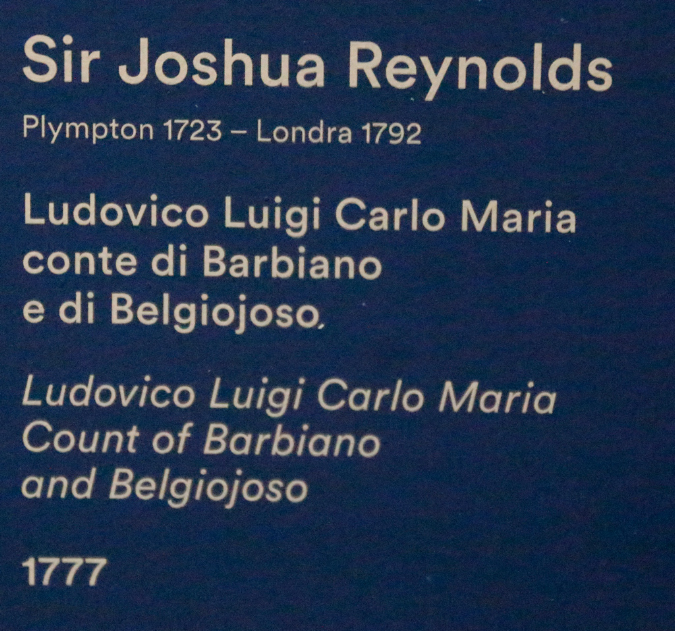 Sir Joshua Reynolds
Plympton 1723 – Londra 1792
Ludovico Luigi Carlo Maria
conte di Barbiano
e di Belgiojoso,
Ludovico Luigi Carlo Maria
Count of Barbiano
and Belgiojoso
1777